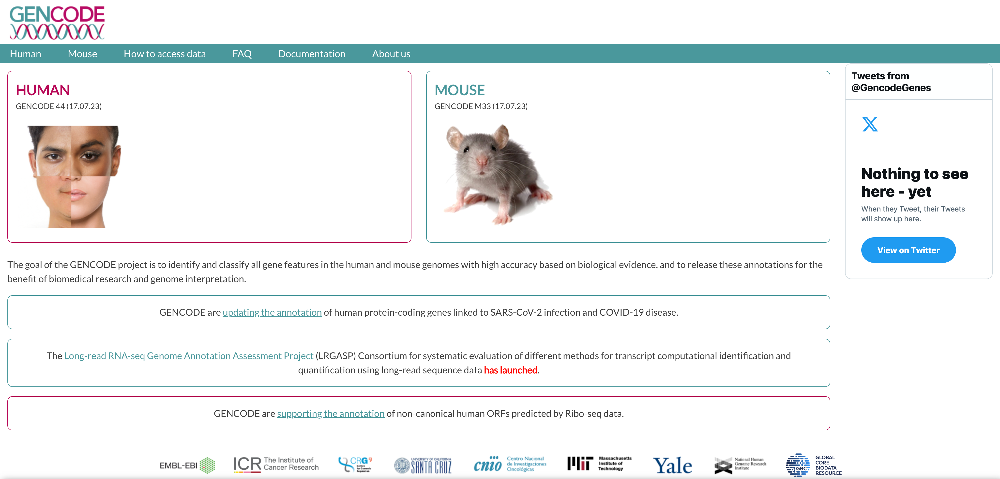 GENCODE
Human
Mouse
How to access data
FAQ
Documentation
About us
HUMAN
GENCODE 44 (17.07.23)
MOUSE
GENCODE M33 (17.07.23)
Tweets from
@GencodeGenes
Nothing to see
here - yet
When they Tweet, their Tweets
will show up here.
View on Twitter
The goal of the GENCODE project is to identify and classify all gene features in the human and mouse genomes with high accuracy based on biological evidence, and to release these annotations for the
benefit of biomedical research and genome interpretation.
GENCODE are updating the annotation of human protein-coding genes linked to SARS-CoV-2 infection and COVID-19 disease.
The Long-read RNA-seq Genome Annotation Assessment Project (LRGASP) Consortium for systematic evaluation of different methods for transcript computational identification and
quantification using long-read sequence data has launched.
GENCODE are supporting the annotation of non-canonical human ORFs predicted by Ribo-seq data.
EMBL-EBI
ICR
The Institute of
Cancer Research
CRG
Centre
for Genomic
Regulation
UNIVERSITY OF CALIFORNIA
SANTA CRUZ
cnio
Centro Nacional
de Investigaciones
Oncológicas
MIT
Massachusetts
Institute of
Technology
Yale
National Human
Genome Research
Institute
GBC
GLOBAL
CORE
BIODATA
RESOURCE